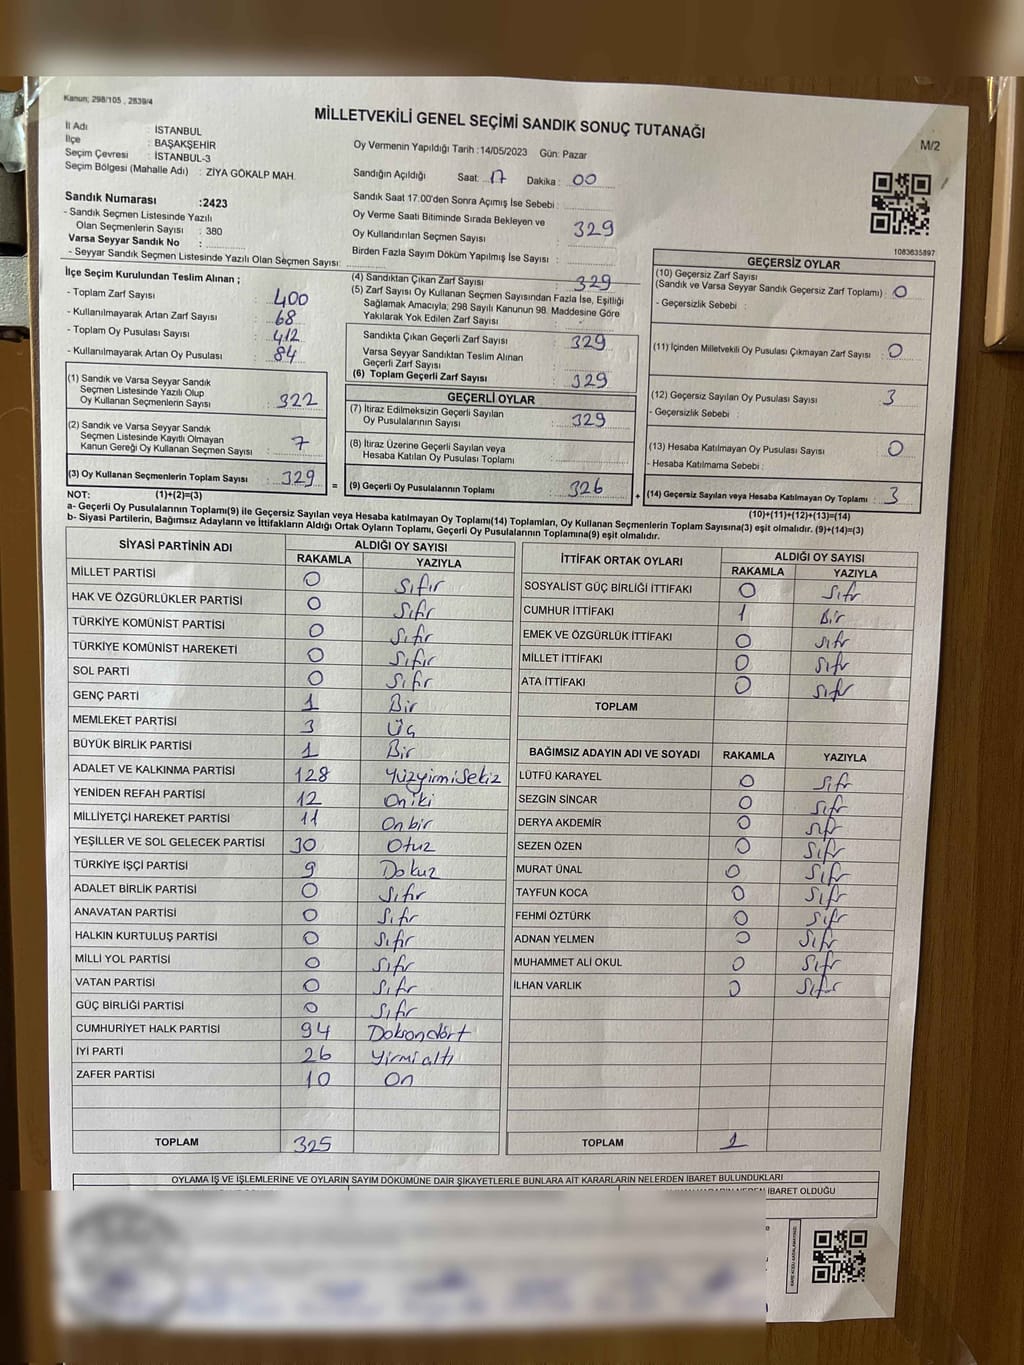 Kanun; 298/105 , 2839/4
MİLLETVEKİLİ GENEL SEÇİMİ SANDIK SONUÇ TUTANAĞI
M/2
İl Adı : İSTANBUL
İlçe : BAŞAKŞEHİR
Seçim Çevresi : İSTANBUL-3
Seçim Bölgesi (Mahalle Adı) : ZİYA GÖKALP MAH.
Oy Vermenin Yapıldığı Tarih :14/05/2023 Gün: Pazar
Sandığın Açıldığı Saat: 17 Dakika : 00
Sandık Saat 17:00'den Sonra Açımış İse Sebebi :
Oy Verme Saati Bitiminde Sırada Bekleyen ve
Oy Kullandırılan Seçmen Sayısı : 329
Birden Fazla Sayım Döküm Yapılmış İse Sayısı :
Sandık Numarası :2423
- Sandık Seçmen Listesinde Yazılı
Olan Seçmenlerin Sayısı : 380
Varsa Seyyar Sandık No :
- Seyyar Sandık Seçmen Listesinde Yazılı Olan Seçmen Sayısı:
İlçe Seçim Kurulundan Teslim Alınan ;
- Toplam Zarf Sayısı : 400
- Kullanılmayarak Artan Zarf Sayısı : 68
- Toplam Oy Pusulası Sayısı : 412
- Kullanılmayarak Artan Oy Pusulası : 84
(1) Sandık ve Varsa Seyyar Sandık
Seçmen Listesinde Yazılı Olup
Oy Kullanan Seçmenlerin Sayısı : 322
(2) Sandık ve Varsa Seyyar Sandık
Seçmen Listesinde Kayıtlı Olmayan
Kanun Gereği Oy Kullanan Seçmen Sayısı : 7
(3) Oy Kullanan Seçmenlerin Toplam Sayısı : 329
(4) Sandıktan Çıkan Zarf Sayısı : 329
(5) Zarf Sayısı Oy Kullanan Seçmen Sayısından Fazla İse, Eşitliği
Sağlamak Amacıyla; 298 Sayılı Kanunun 98. Maddesine Göre
Yakılarak Yok Edilen Zarf Sayısı :
Sandıkta Çıkan Geçerli Zarf Sayısı : 329
Varsa Seyyar Sandıktan Teslim Alınan
Geçerli Zarf Sayısı :
(6) Toplam Geçerli Zarf Sayısı : 329
GEÇERLİ OYLAR
(7) İtiraz Edilmeksizin Geçerli Sayılan
Oy Pusulalarının Sayısı : 329
(8) İtiraz Üzerine Geçerli Sayılan veya
Hesaba Katılan Oy Pusulası Toplamı :
= (9) Geçerli Oy Pusulalarının Toplamı : 326 +
1083635897
GEÇERSİZ OYLAR
(10) Geçersiz Zarf Sayısı
(Sandık ve Varsa Seyyar Sandık Geçersiz Zarf Toplamı) : 0
- Geçersizlik Sebebi :
(11) İçinden Milletvekili Oy Pusulası Çıkmayan Zarf Sayısı : 0
(12) Geçersiz Sayılan Oy Pusulası Sayısı : 3
- Geçersizlik Sebebi :
(13) Hesaba Katılmayan Oy Pusulası Sayısı : 0
- Hesaba Katılmama Sebebi :
(14) Geçersiz Sayılan veya Hesaba Katılmayan Oy Toplamı : 3
NOT: (1)+(2)=(3)
(10)+(11)+(12)+(13)=(14)
a- Geçerli Oy Pusulalarının Toplamı(9) ile Geçersiz Sayılan veya Hesaba katılmayan Oy Toplamı(14) Toplamları, Oy Kullanan Seçmenlerin Toplam Sayısına(3) eşit olmalıdır. (9)+(14)=(3)
b- Siyasi Partilerin, Bağımsız Adayların ve İttifakların Aldığı Ortak Oyların Toplamı, Geçerli Oy Pusulalarının Toplamına(9) eşit olmalıdır.
SİYASİ PARTİNİN ADI
ALDIĞI OY SAYISI
RAKAMLA YAZIYLA
MİLLET PARTİSİ 0 Sıfır
HAK VE ÖZGÜRLÜKLER PARTİSİ 0 Sıfır
TÜRKİYE KOMÜNİST PARTİSİ 0 Sıfır
TÜRKİYE KOMÜNİST HAREKETİ 0 Sıfır
SOL PARTİ 0 Sıfır
GENÇ PARTİ 1 Bir
MEMLEKET PARTİSİ 3 Üç
BÜYÜK BİRLİK PARTİSİ 1 Bir
ADALET VE KALKINMA PARTİSİ 128 Yüzyirmisekiz
YENİDEN REFAH PARTİSİ 12 Oniki
MİLLİYETÇİ HAREKET PARTİSİ 11 Onbir
YEŞİLLER VE SOL GELECEK PARTİSİ 30 Otuz
TÜRKİYE İŞÇİ PARTİSİ 9 Dokuz
ADALET BİRLİK PARTİSİ 0 Sıfır
ANAVATAN PARTİSİ 0 Sıfır
HALKIN KURTULUŞ PARTİSİ 0 Sıfır
MİLLİ YOL PARTİSİ 0 Sıfır
VATAN PARTİSİ 0 Sıfır
GÜÇ BİRLİĞİ PARTİSİ 0 Sıfır
CUMHURİYET HALK PARTİSİ 94 Doksandört
İYİ PARTİ 26 Yirmialtı
ZAFER PARTİSİ 10 On
TOPLAM 325
İTTİFAK ORTAK OYLARI
ALDIĞI OY SAYISI
RAKAMLA YAZIYLA
SOSYALİST GÜÇ BİRLİĞİ İTTİFAKI 0 Sıfır
CUMHUR İTTİFAKI 1 Bir
EMEK VE ÖZGÜRLÜK İTTİFAKI 0 Sıfır
MİLLET İTTİFAKI 0 Sıfır
ATA İTTİFAKI 0 Sıfır
TOPLAM
BAĞIMSIZ ADAYIN ADI VE SOYADI RAKAMLA YAZIYLA
LÜTFÜ KARAYEL 0 Sıfır
SEZGİN SİNCAR 0 Sıfır
DERYA AKDEMİR 0 Sıfır
SEZEN ÖZEN 0 Sıfır
MURAT ÜNAL 0 Sıfır
TAYFUN KOCA 0 Sıfır
FEHMİ ÖZTÜRK 0 Sıfır
ADNAN YELMEN 0 Sıfır
MUHAMMET ALİ OKUL 0 Sıfır
İLHAN VARLIK 0 Sıfır
TOPLAM 1
OYLAMA İŞ VE İŞLEMLERİNE VE OYLARIN SAYIM DÖKÜMÜNE DAİR ŞİKAYETLERLE BUNLARA AİT KARARLARIN NELERDEN İBARET BULUNDUKLARI
İBARET OLDUĞU